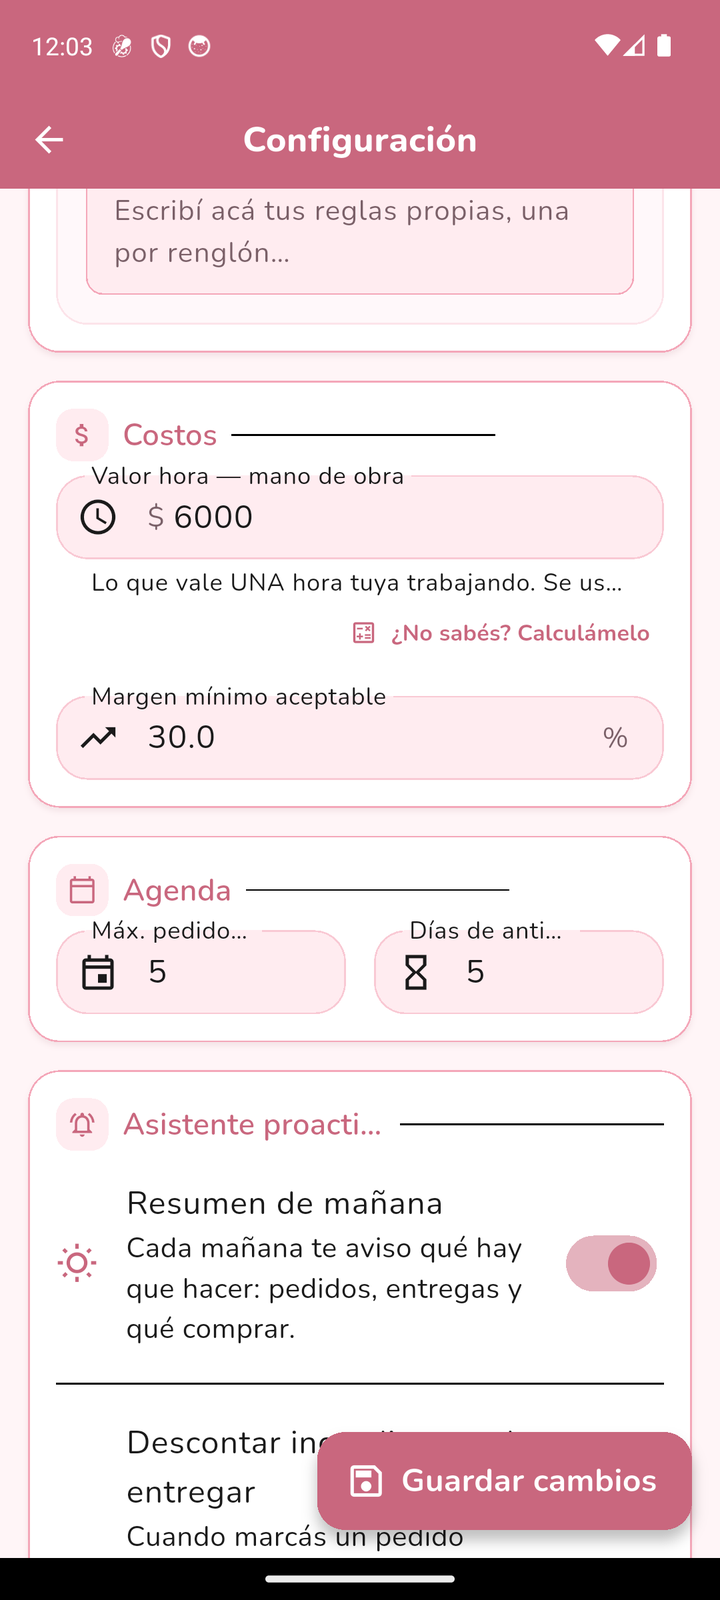 12:03
Configuración
Escribí acá tus reglas propias, una
por renglón...
$ Costos
Valor hora — mano de obra
$ 6000
Lo que vale UNA hora tuya trabajando. Se us...
¿No sabés? Calculámelo
Margen mínimo aceptable
30.0 %
Agenda
Máx. pedido... Días de anti...
5 5
Asistente proacti...
Resumen de mañana
Cada mañana te aviso qué hay
que hacer: pedidos, entregas y
qué comprar.
Descontar
entregar
Guardar cambios
Cuando marcás un pedido